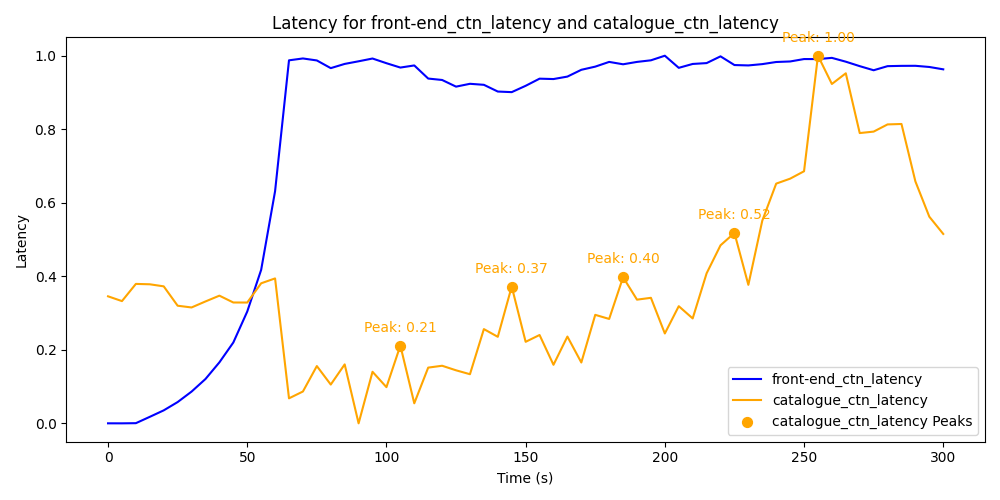 Latency for front-end_ctn_latency and catalogue_ctn_latency
Peak: 1.00
Peak: 0.52
Peak: 0.40
Peak: 0.37
Peak: 0.21
Latency
1.0
0.8
0.6
0.4
0.2
0.0
front-end_ctn_latency
catalogue_ctn_latency
catalogue_ctn_latency Peaks
0 50 100 150 200 250 300
Time (s)